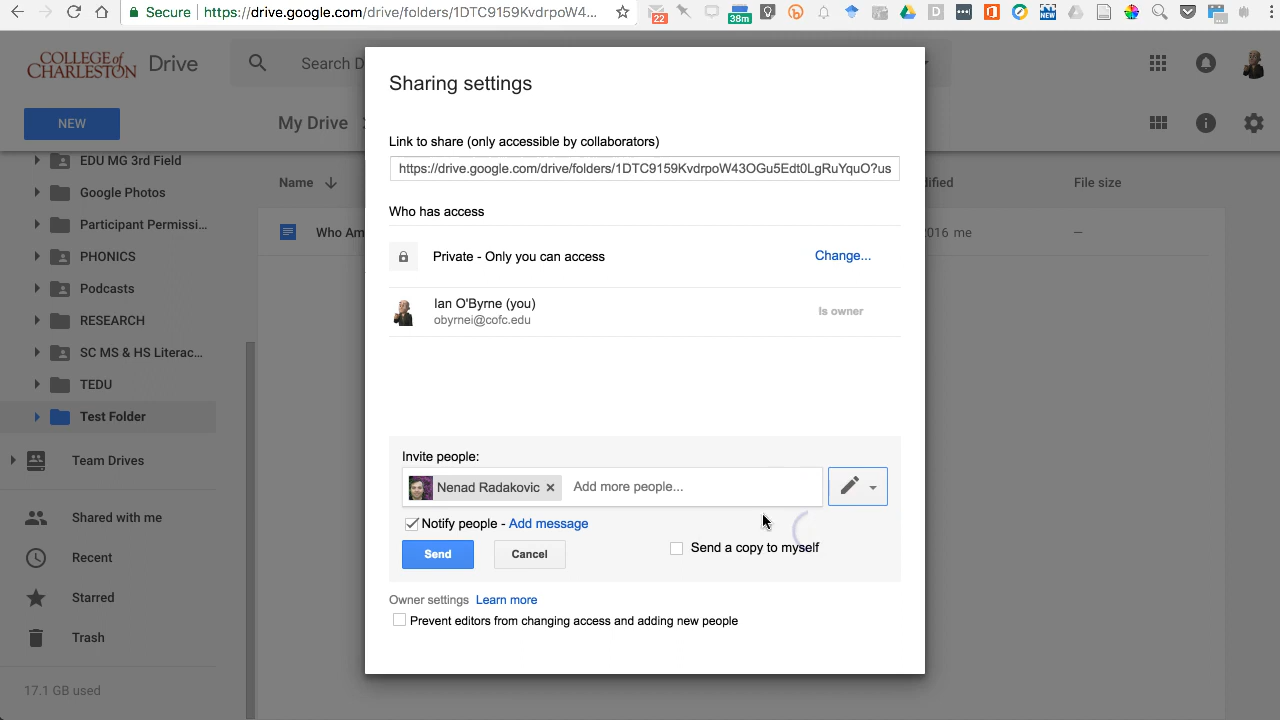 Secure
https://drive.google.com/drive/folders/1DTC9159KvdrpoW4...
22
38m
NEW
COLLEGE of
CHARLESTON
Drive
Search D
NEW
My Drive
EDU MG 3rd Field
Google Photos
Participant Permissi...
PHONICS
Podcasts
RESEARCH
SC MS & HS Literac...
TEDU
Test Folder
Team Drives
Shared with me
Recent
Starred
Trash
17.1 GB used
Name
dified
File size
Who Am
2016 me
—
Sharing settings
Link to share (only accessible by collaborators)
https://drive.google.com/drive/folders/1DTC9159KvdrpoW43OGu5Edt0LgRuYquO?us
Who has access
Private - Only you can access
Change...
Ian O'Byrne (you)
obyrnei@cofc.edu
Is owner
Invite people:
Nenad Radakovic
Add more people...
Notify people - Add message
Send
Cancel
Send a copy to myself
Owner settings Learn more
Prevent editors from changing access and adding new people